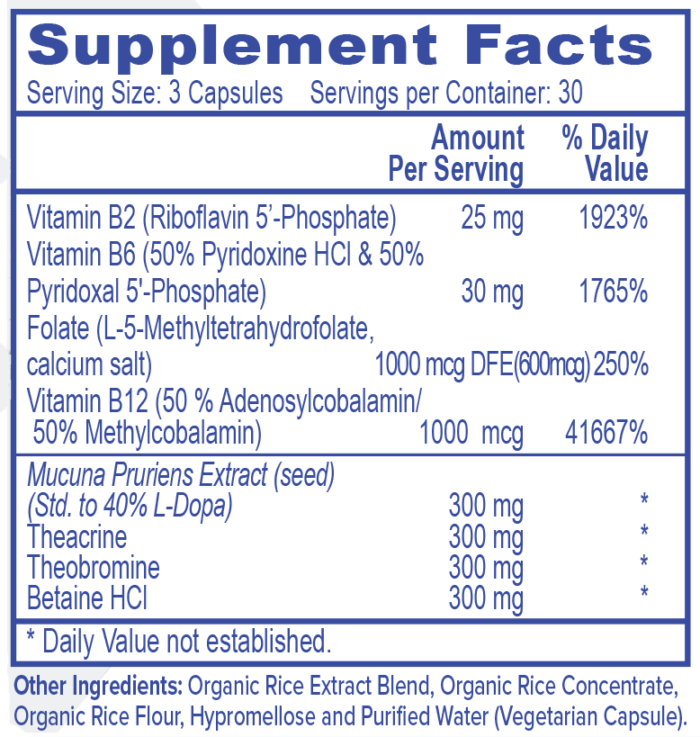 Supplement Facts
Serving Size: 3 Capsules Servings per Container: 30
Amount % Daily
Per Serving Value
Vitamin B2 (Riboflavin 5’-Phosphate) 25 mg 1923%
Vitamin B6 (50% Pyridoxine HCl & 50%
Pyridoxal 5'-Phosphate) 30 mg 1765%
Folate (L-5-Methyltetrahydrofolate,
calcium salt) 1000 mcg DFE(600mcg) 250%
Vitamin B12 (50 % Adenosylcobalamin/
50% Methylcobalamin) 1000 mcg 41667%
Mucuna Pruriens Extract (seed)
(Std. to 40% L-Dopa) 300 mg *
Theacrine 300 mg *
Theobromine 300 mg *
Betaine HCl 300 mg *
* Daily Value not established.
Other Ingredients: Organic Rice Extract Blend, Organic Rice Concentrate,
Organic Rice Flour, Hypromellose and Purified Water (Vegetarian Capsule).